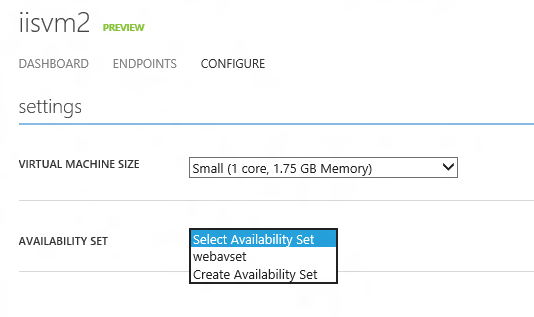 iisvm2 PREVIEW
DASHBOARD ENDPOINTS CONFIGURE
settings
VIRTUAL MACHINE SIZE Small (1 core, 1.75 GB Memory)
AVAILABILITY SET Select Availability Set
webavset
Create Availability Set